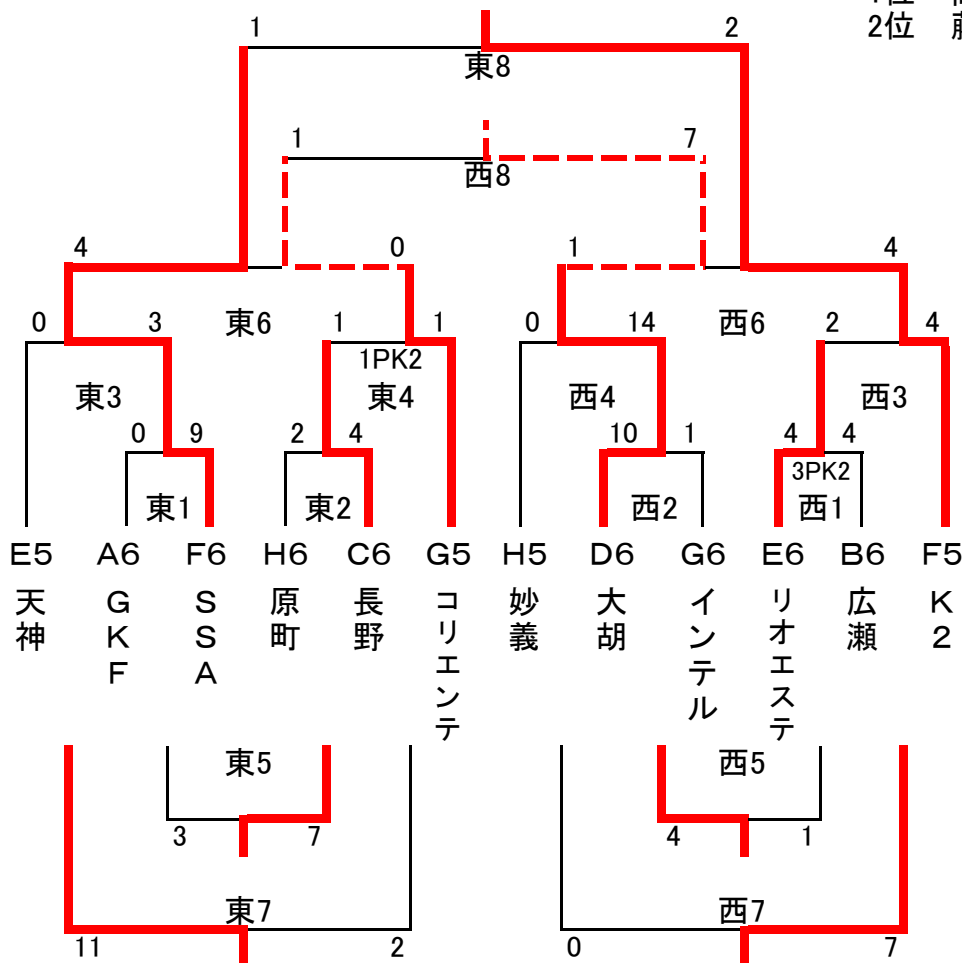 1位
2位
1 2
東8
1 7
西8
4 0 1 4
0 3 東6 1 1 0 14 西6 2 4
1PK2
東3 東4 西4 西3
0 9 2 4 10 1 4 4
3PK2
東1 東2 西2 西1
E5 A6 F6 H6 C6 G5 H5 D6 G6 E6 B6 F5
天神 GKF SSA 原町 長野 コリエンテ 妙義 大胡 インテル リオエステ 広瀬 K2
東5 西5
3 7 4 1
東7 西7
11 2 0 7